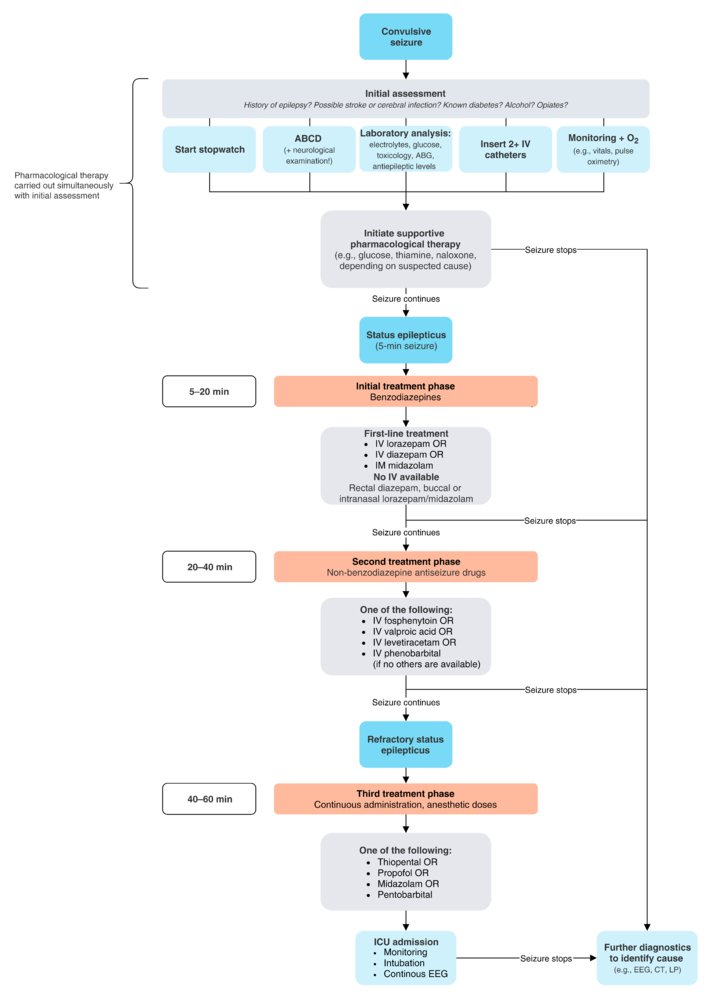 Convulsive
seizure
Initial assessment
History of epilepsy? Possible stroke or cerebral infection? Known diabetes? Alcohol? Opiates?
Start stopwatch
ABCD
(+ neurological
examination!)
Laboratory analysis:
electrolytes, glucose,
toxicology, ABG,
antiepileptic levels
Insert 2+ IV
catheters
Monitoring + O₂
(e.g., vitals, pulse
oximetry)
Pharmacological therapy
carried out simultaneously
with initial assessment
Initiate supportive
pharmacological therapy
(e.g., glucose, thiamine, naloxone,
depending on suspected cause)
Seizure stops
Seizure continues
Status epilepticus
(5-min seizure)
5–20 min
Initial treatment phase
Benzodiazepines
First-line treatment
• IV lorazepam OR
• IV diazepam OR
• IM midazolam
No IV available
Rectal diazepam, buccal or
intranasal lorazepam/midazolam
Seizure stops
Seizure continues
20–40 min
Second treatment phase
Non-benzodiazepine antiseizure drugs
One of the following:
• IV fosphenytoin OR
• IV valproic acid OR
• IV levetiracetam OR
• IV phenobarbital
(if no others are available)
Seizure stops
Seizure continues
Refractory status
epilepticus
40–60 min
Third treatment phase
Continuous administration, anesthetic doses
One of the following:
• Thiopental OR
• Propofol OR
• Midazolam OR
• Pentobarbital
ICU admission
• Monitoring
• Intubation
• Continous EEG
Seizure stops
Further diagnostics
to identify cause
(e.g., EEG, CT, LP)